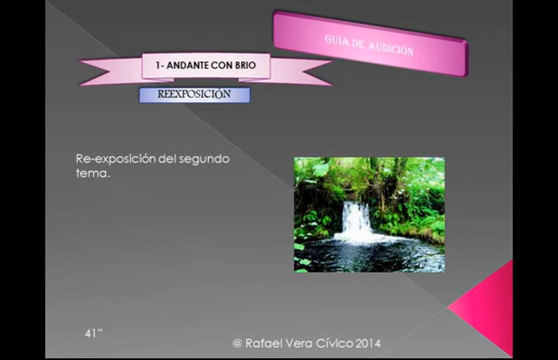 GUIA DE AUDICIÓN
1- ANDANTE CON BRIO
REEXPOSICIÓN
Re-exposición del segundo
tema.
41’’
@ Rafael Vera Cívico 2014